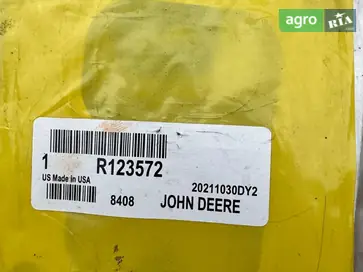 agro RIA
1 R123572
US Made in USA 20211030DY2
8408 JOHN DEERE